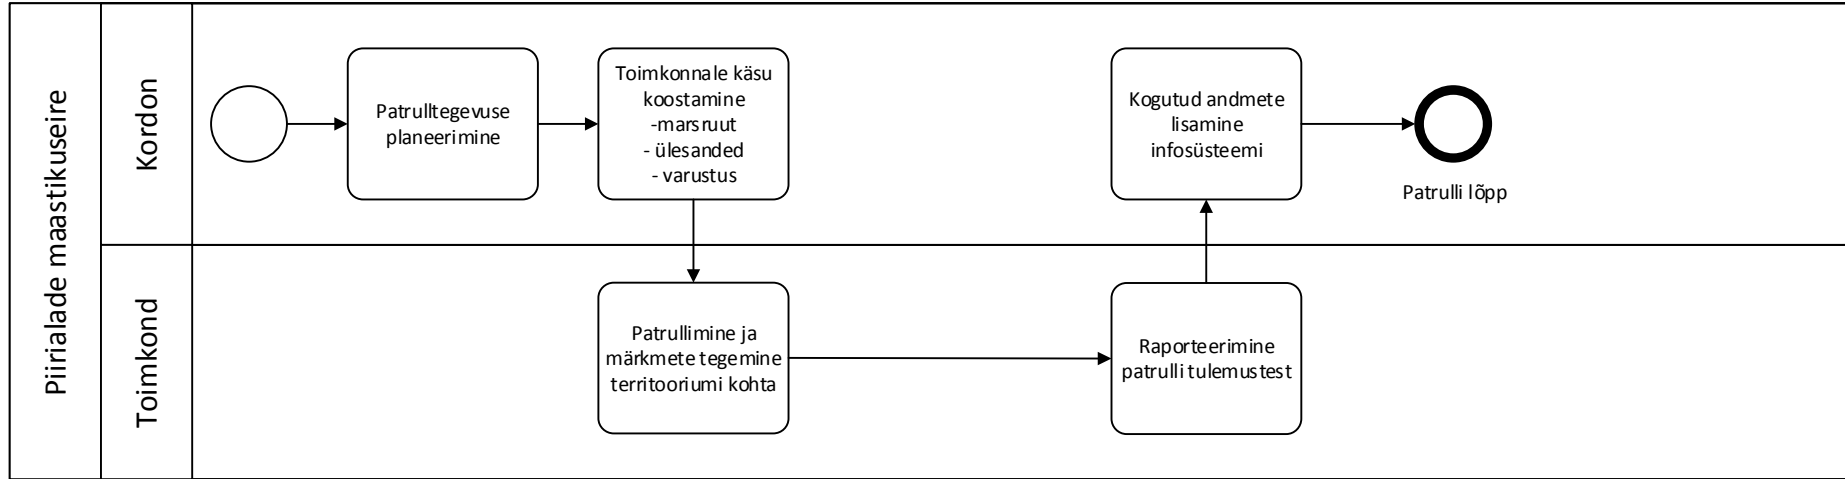 Piirialade maastikuseire
Kordon
Patrulltegevuse
planeerimine
Toimkonnale käsu
koostamine
-marsruut
- ülesanded
- varustus
Kogutud andmete
lisamine
infosüsteemi
Patrulli lõpp
Toimkond
Patrullimine ja
märkmete tegemine
territooriumi kohta
Raporteerimine
patrulli tulemustest